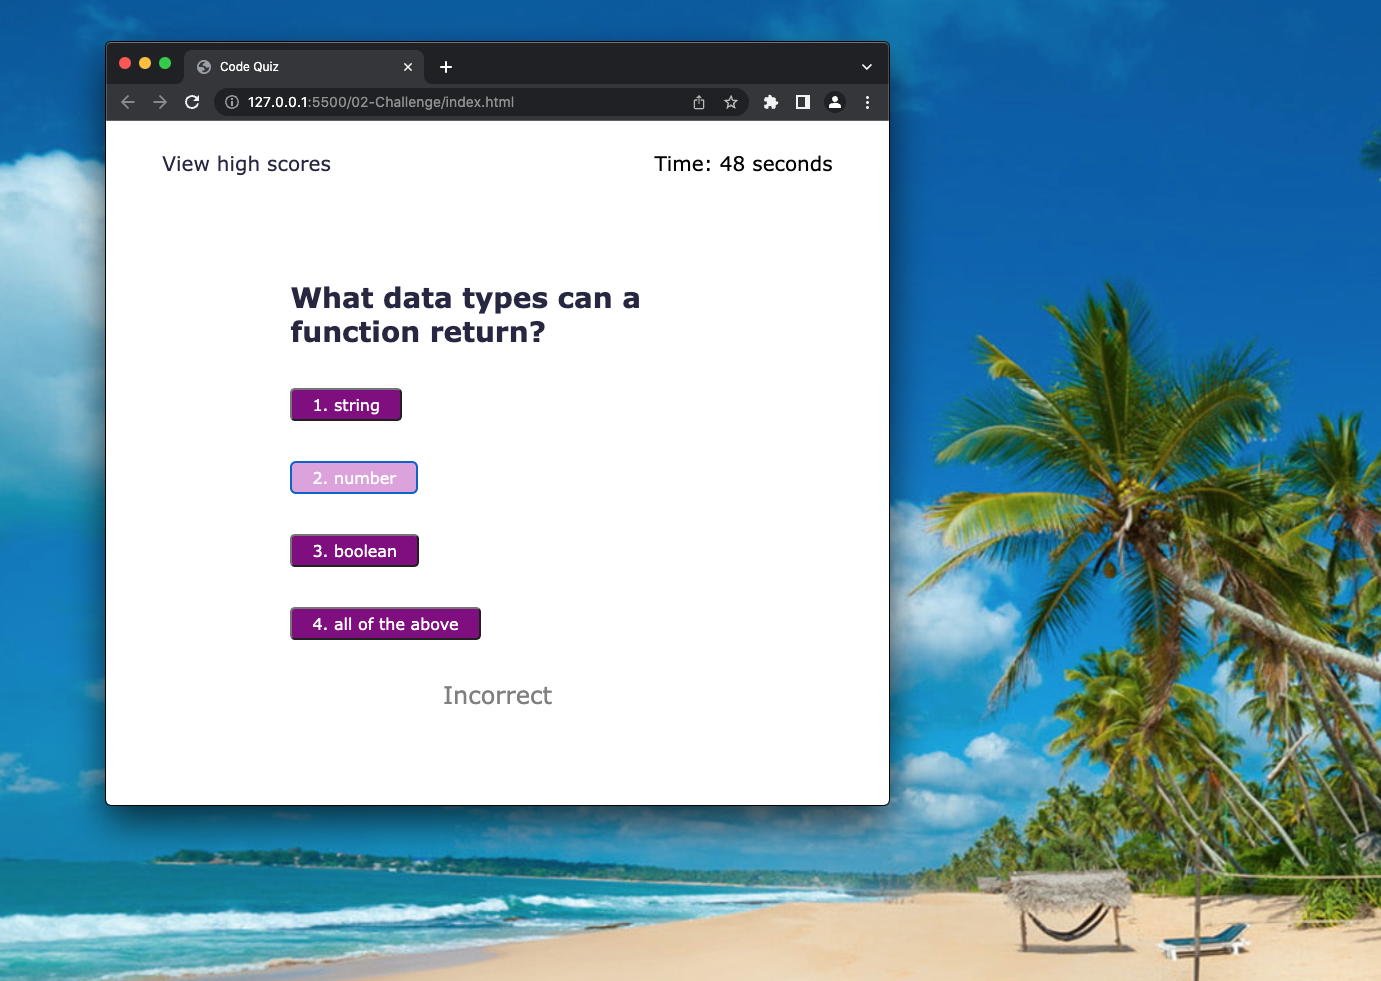 Code Quiz
127.0.0.1:5500/02-Challenge/index.html
View high scores
Time: 48 seconds
What data types can a
function return?
1. string
2. number
3. boolean
4. all of the above
Incorrect